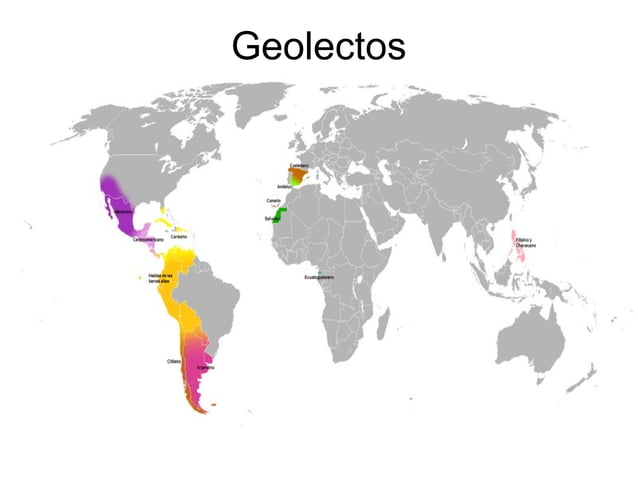 Geolectos
Castellano
Andaluz
Canario
Saharaui
Mexicano
Centroamericano
Caribeño
Hablas de las
tierras altas
Ecuatoguineano
Filipino y
Chavacano
Chileno
Argentino